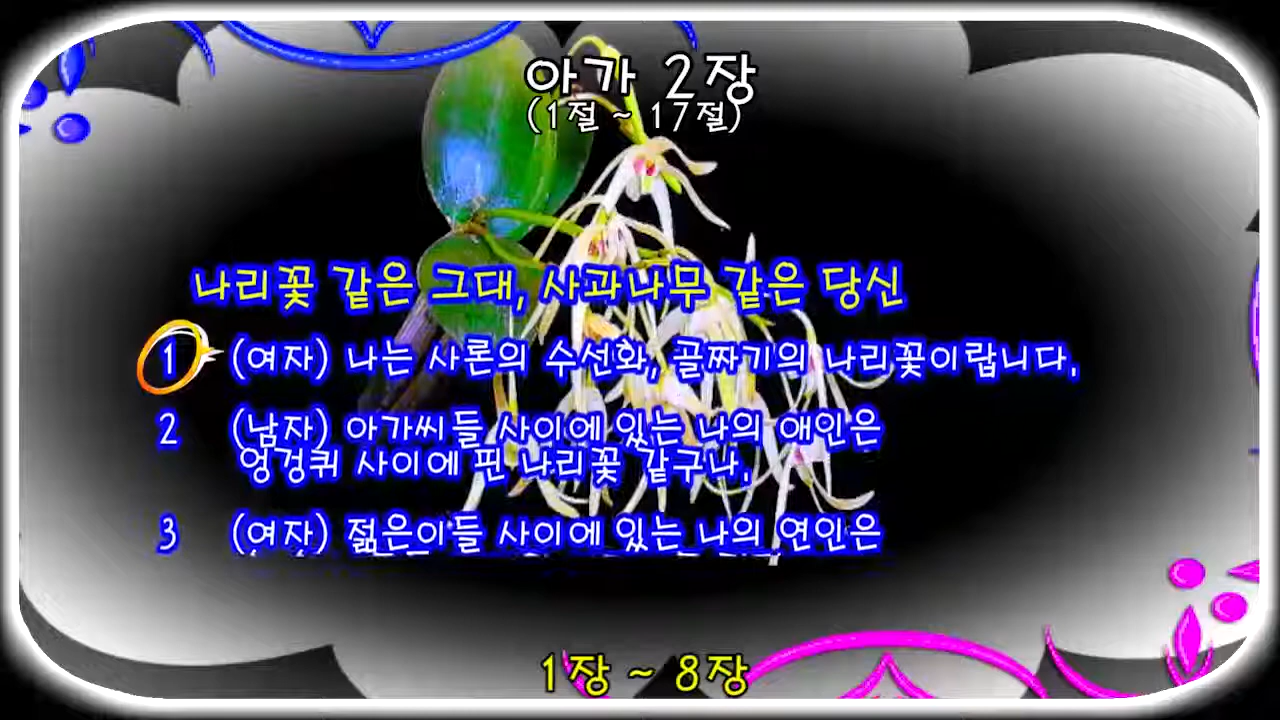 아가 2장
(1절 ~ 17절)
나리꽃 같은 그대, 사과나무 같은 당신
1 (여자) 나는 사론의 수선화, 골짜기의 나리꽃이랍니다.
2 (남자) 아가씨들 사이에 있는 나의 애인은
엉겅퀴 사이에 핀 나리꽃 같구나.
3 (여자) 젊은이들 사이에 있는 나의 연인은
1장 ~ 8장